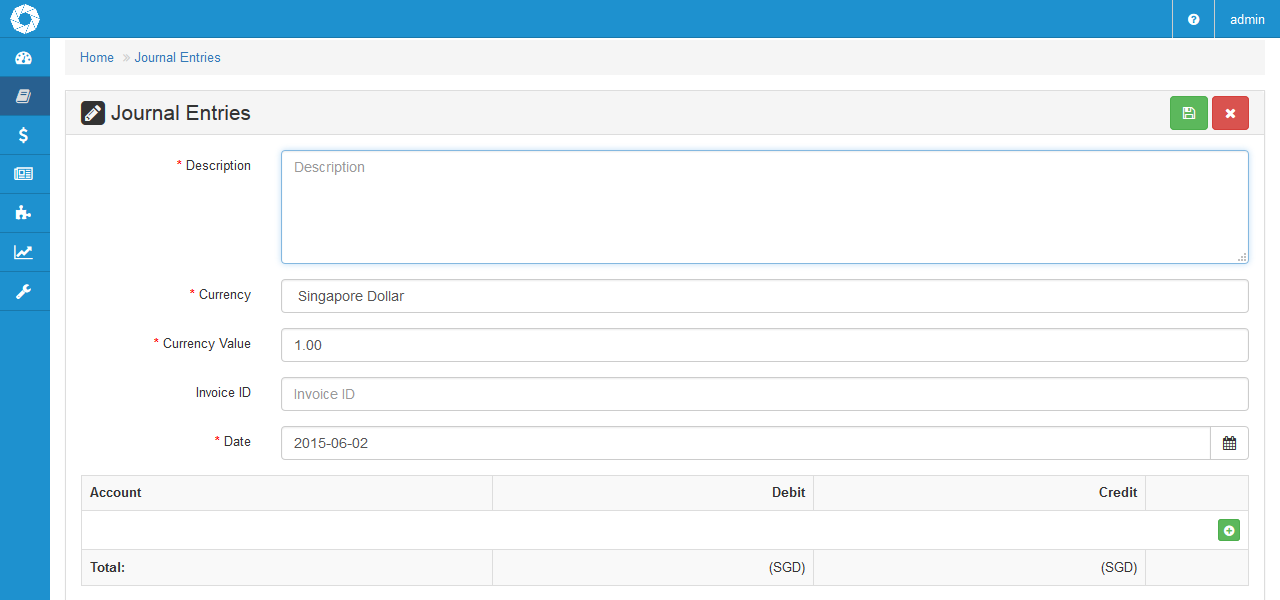 admin
Home » Journal Entries
Journal Entries
* Description Description
* Currency Singapore Dollar
* Currency Value 1.00
Invoice ID Invoice ID
* Date 2015-06-02
Account Debit Credit
Total: (SGD) (SGD)